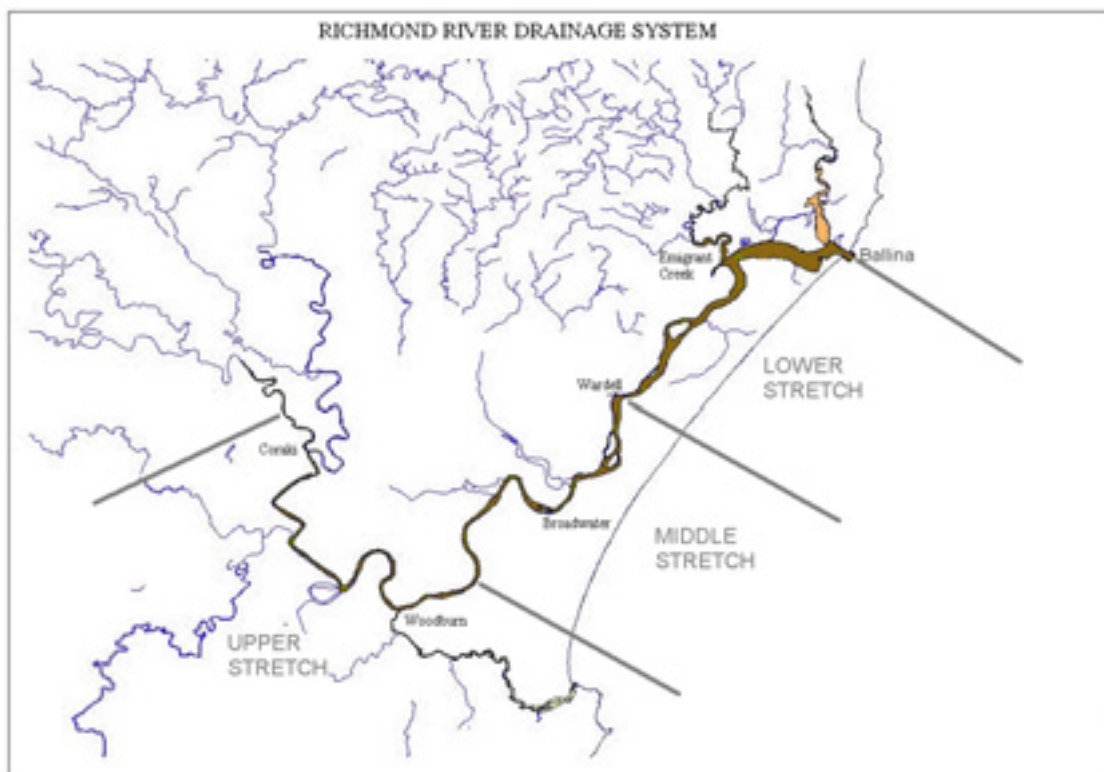 RICHMOND RIVER DRAINAGE SYSTEM
Emigrant
Creek
Ballina
LOWER
STRETCH
Wardell
Coraki
Broadwater
MIDDLE
STRETCH
Woodburn
UPPER
STRETCH